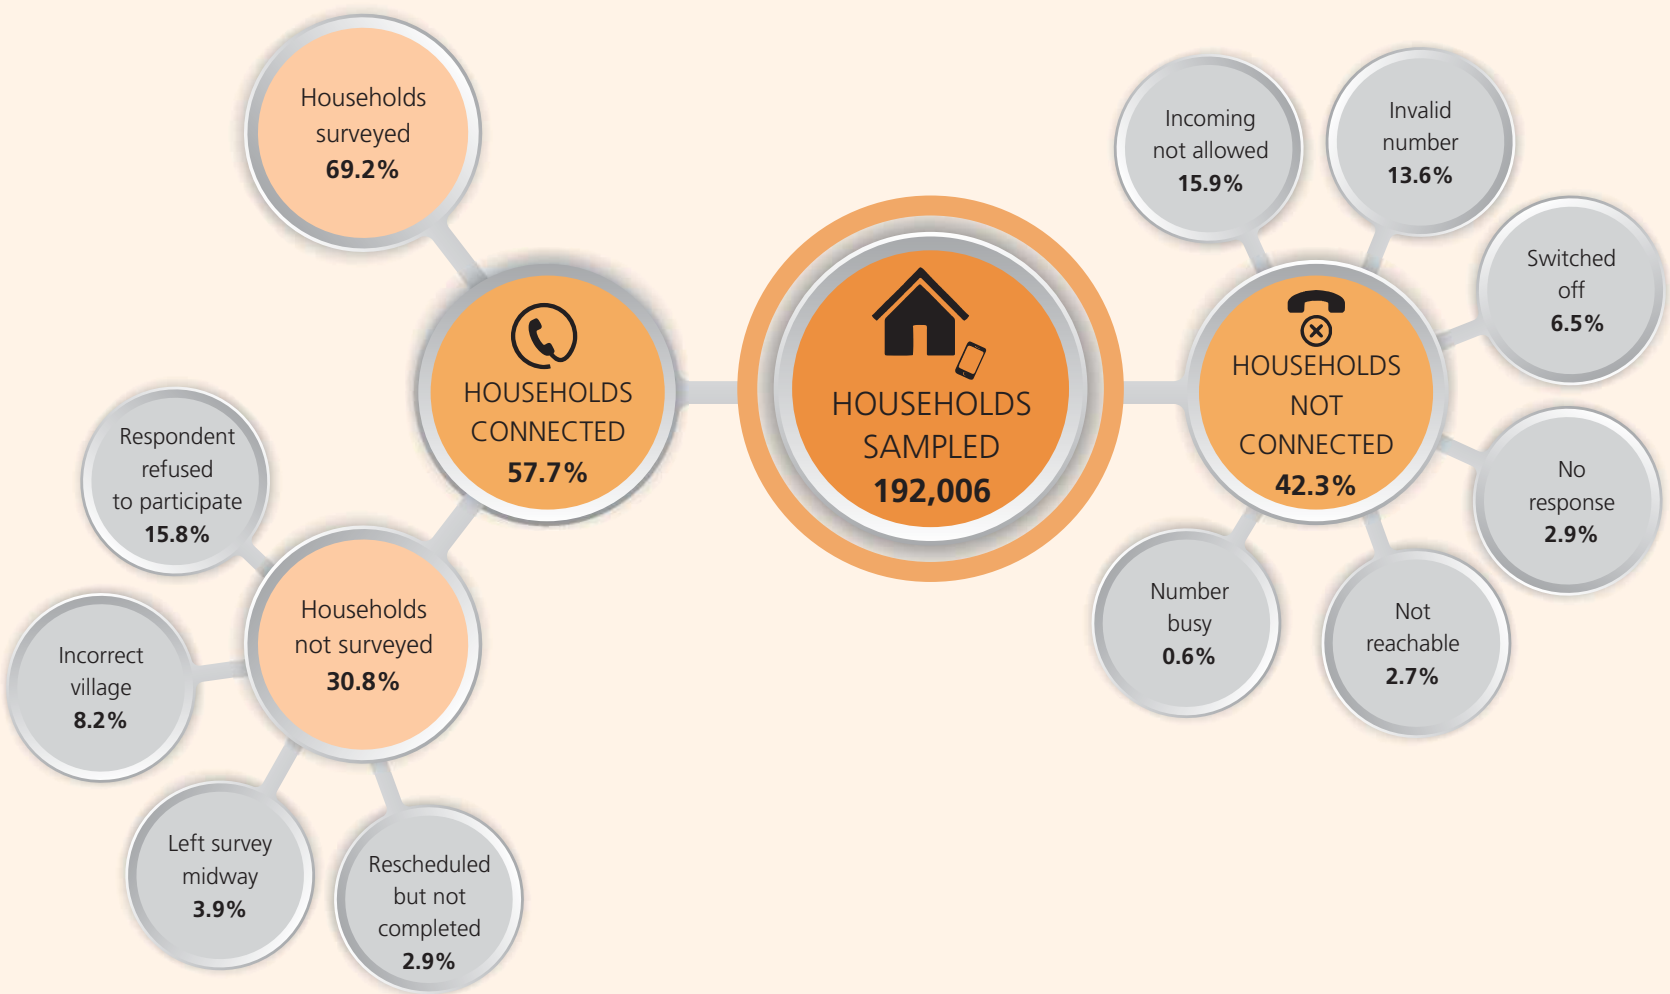 Households
surveyed
69.2%
HOUSEHOLDS
CONNECTED
57.7%
Respondent
refused
to participate
15.8%
Households
not surveyed
30.8%
Incorrect
village
8.2%
Left survey
midway
3.9%
Rescheduled
but not
completed
2.9%
HOUSEHOLDS
SAMPLED
192,006
Incoming
not allowed
15.9%
Invalid
number
13.6%
Switched
off
6.5%
HOUSEHOLDS
NOT
CONNECTED
42.3%
No
response
2.9%
Number
busy
0.6%
Not
reachable
2.7%